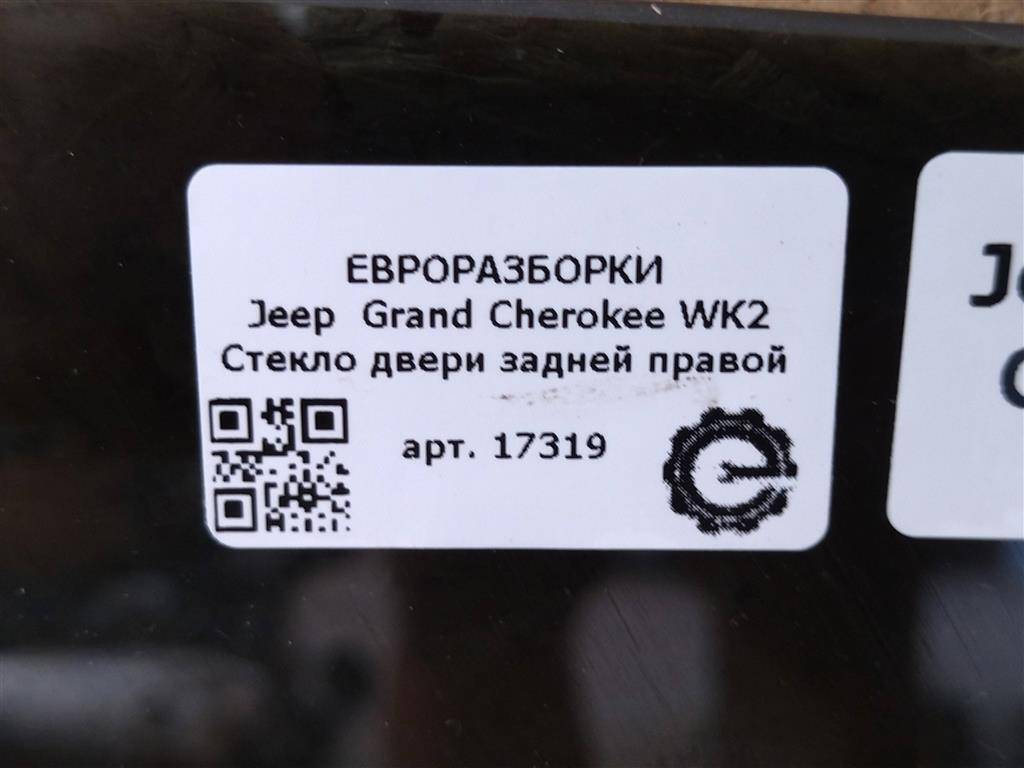 ЕВРОРАЗБОРКИ
Jeep Grand Cherokee WK2
Стекло двери задней правой
арт. 17319